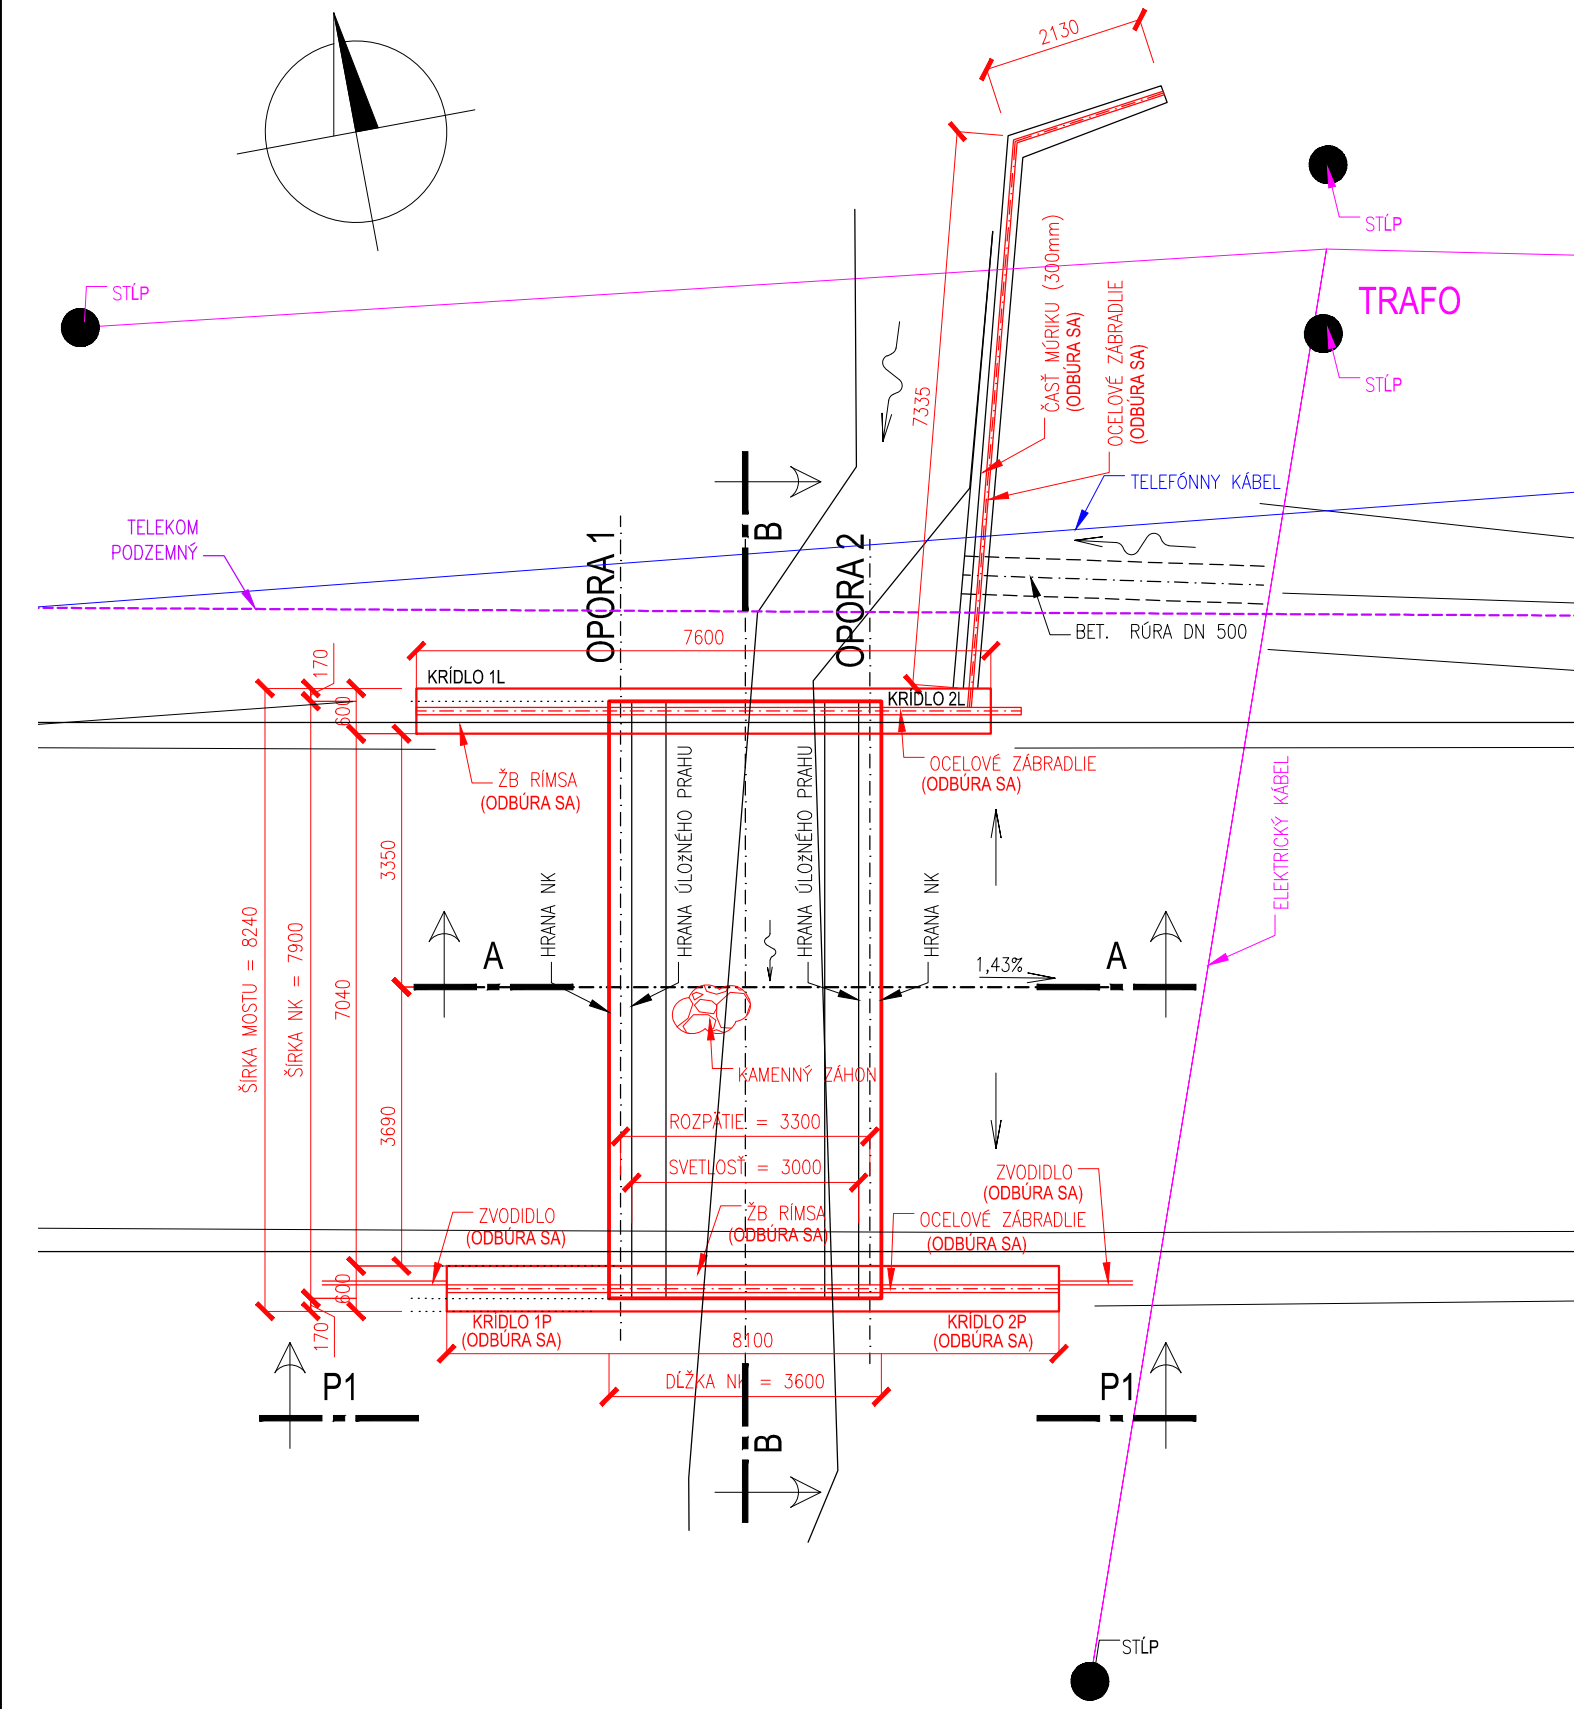 2130
STĹP
TRAFO
STĹP
STĹP
ČASŤ MÚRIKU (300mm)
(ODBÚRA SA)
OCELOVÉ ZÁBRADLIE
(ODBÚRA SA)
7335
TELEFÓNNY KÁBEL
TELEKOM
PODZEMNÝ
OPORA 1
B
OPORA 2
BET. RÚRA DN 500
7600
170
KRÍDLO 1L
KRÍDLO 2L
600
ŽB RÍMSA
(ODBÚRA SA)
OCELOVÉ ZÁBRADLIE
(ODBÚRA SA)
HRANA ÚLOžNÉHO PRAHU
HRANA ÚLOžNÉHO PRAHU
HRANA NK
HRANA NK
ELEKTRICKÝ KÁBEL
3350
ŠÍRKA MOSTU = 8240
ŠÍRKA NK = 7900
7040
3690
A
A
1,43%
KAMENNÝ ZÁHON
ROZPÄTIE = 3300
SVETLOSŤ = 3000
ZVODIDLO
(ODBÚRA SA)
ZVODIDLO
(ODBÚRA SA)
ŽB RÍMSA
(ODBÚRA SA)
OCELOVÉ ZÁBRADLIE
(ODBÚRA SA)
600
170
KRÍDLO 1P
(ODBÚRA SA)
KRÍDLO 2P
(ODBÚRA SA)
8100
DĹŽKA NK = 3600
P1
P1
B
STĹP